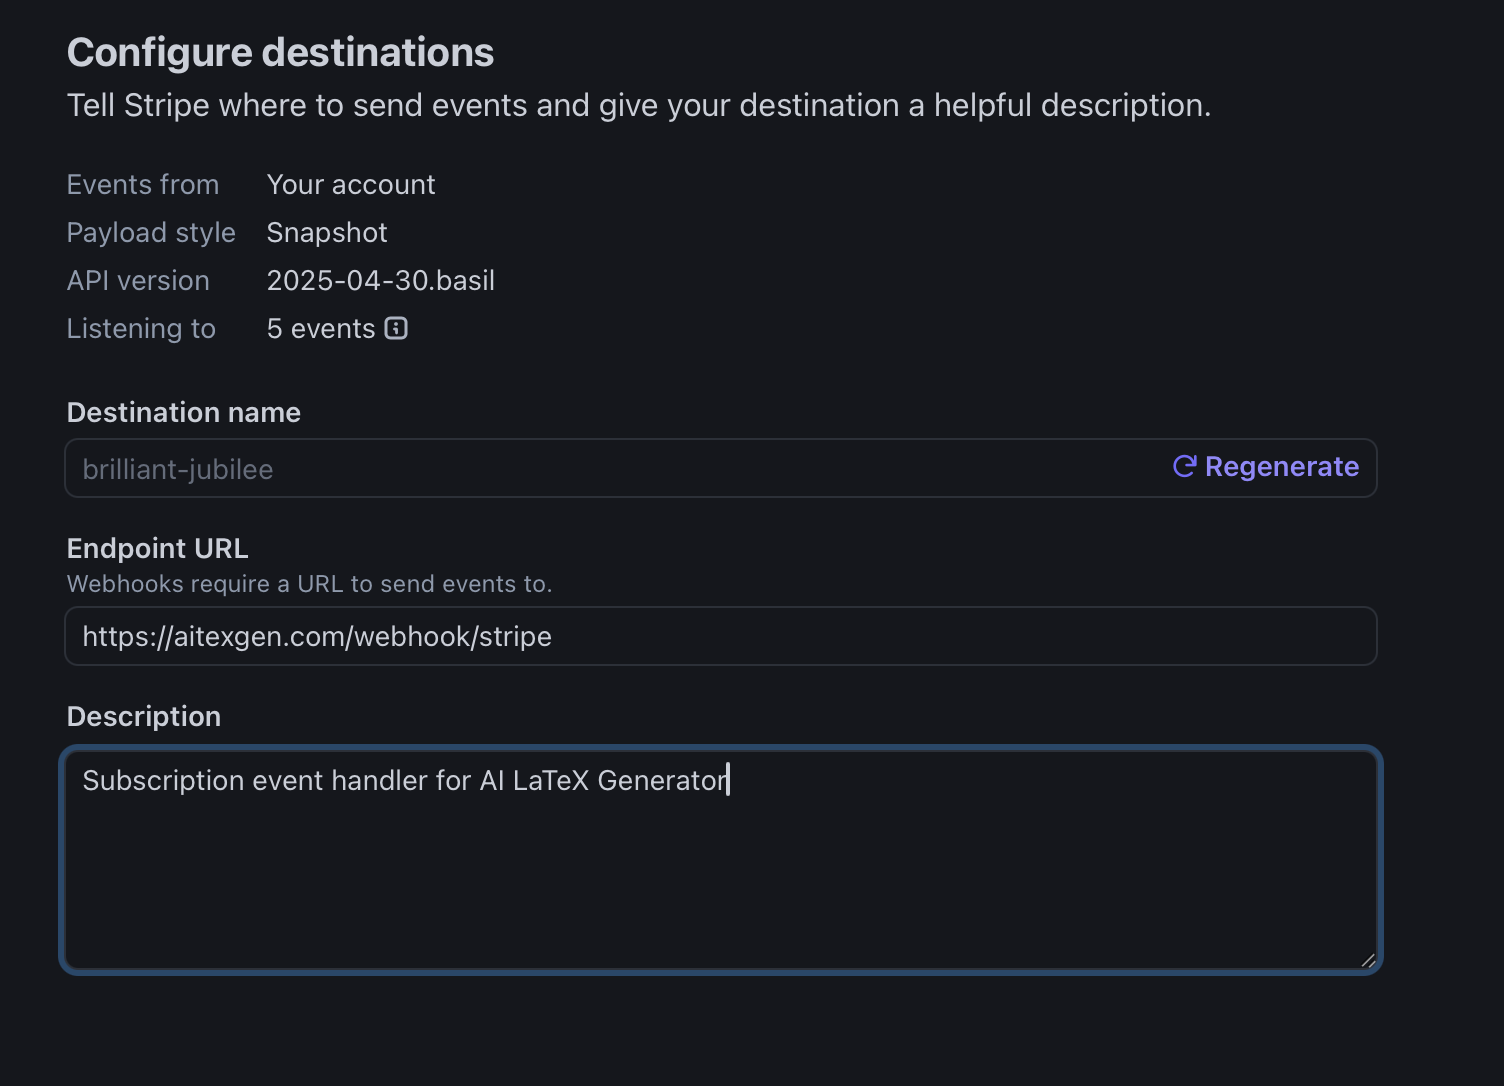 Configure destinations
Tell Stripe where to send events and give your destination a helpful description.
Events from Your account
Payload style Snapshot
API version 2025-04-30.basil
Listening to 5 events
Destination name
brilliant-jubilee Regenerate
Endpoint URL
Webhooks require a URL to send events to.
https://aitexgen.com/webhook/stripe
Description
Subscription event handler for AI LaTeX Generator